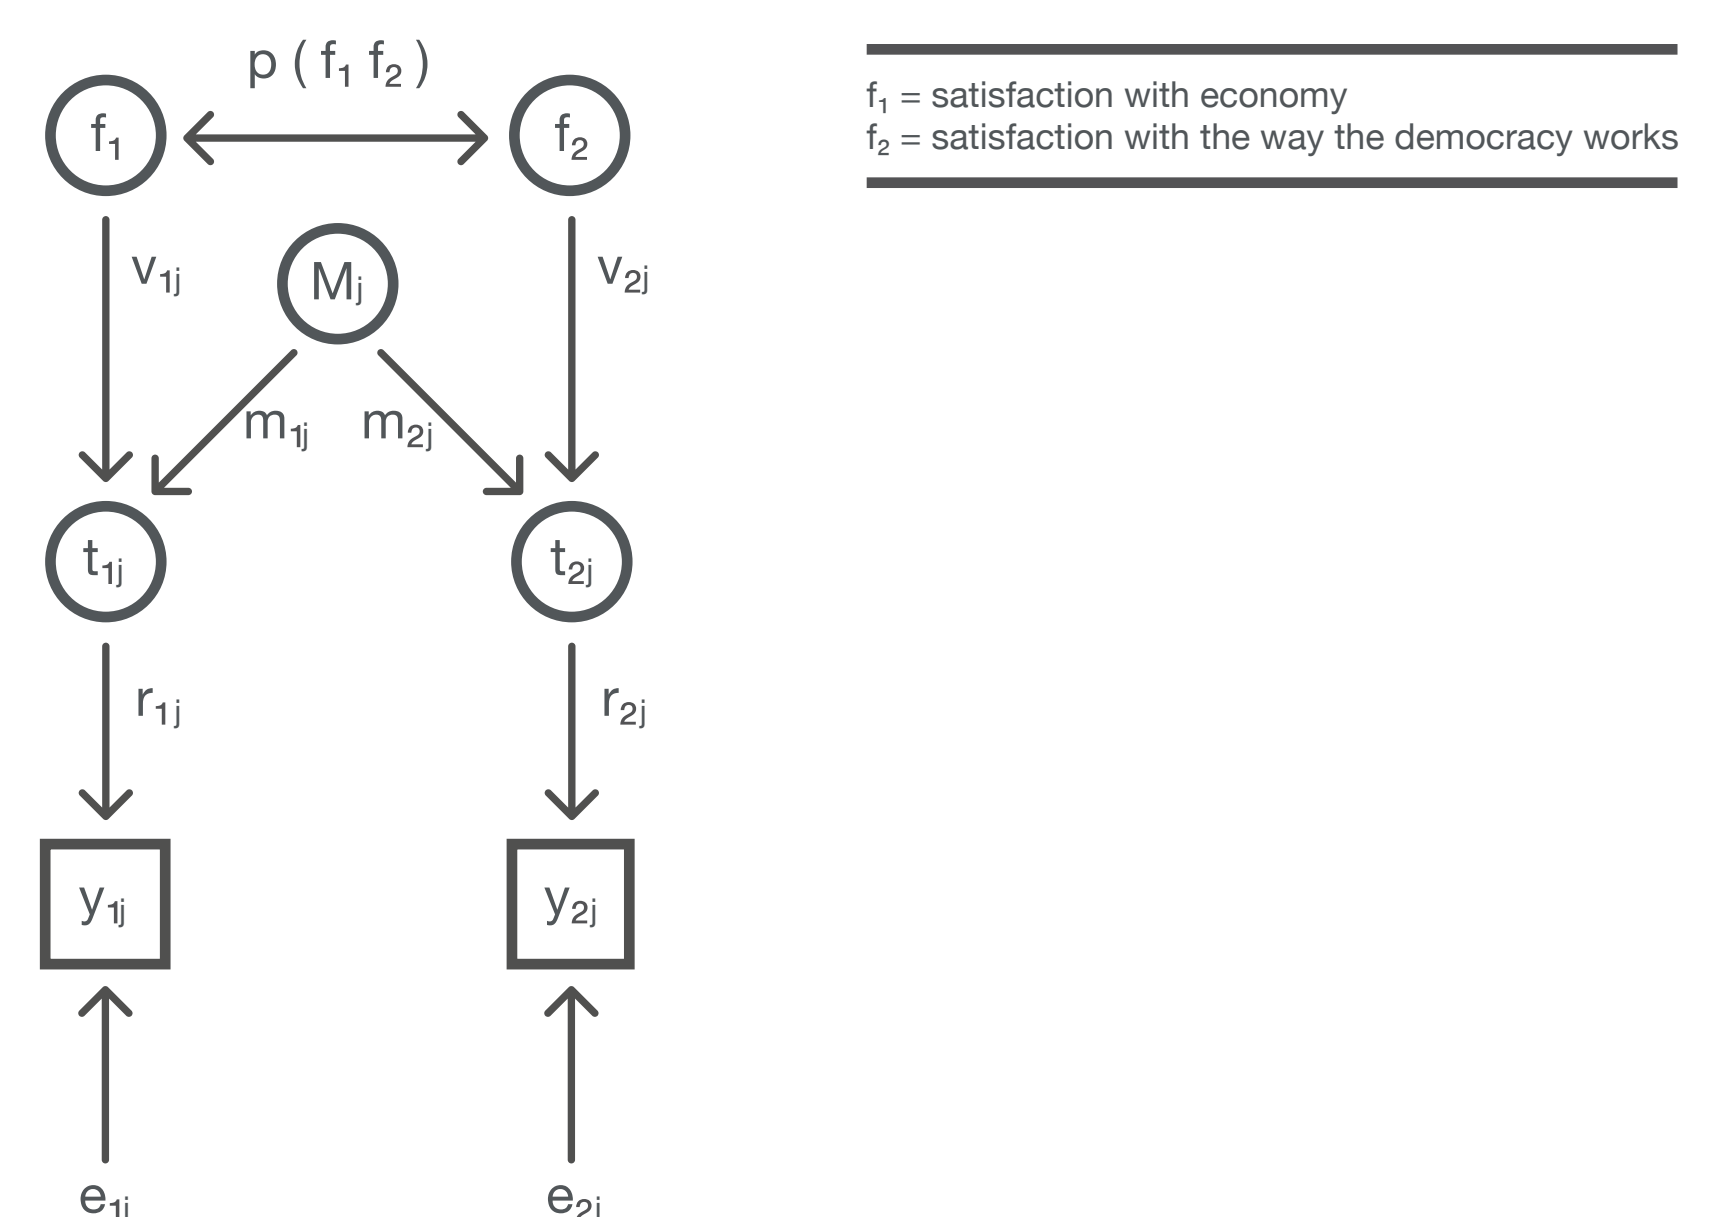 p ( f₁ f₂ )
f₁
f₂
f₁ = satisfaction with economy
f₂ = satisfaction with the way the democracy works
v₁ⱼ
Mⱼ
v₂ⱼ
m₁ⱼ
m₂ⱼ
t₁ⱼ
t₂ⱼ
r₁ⱼ
r₂ⱼ
y₁ⱼ
y₂ⱼ
e₁ⱼ
e₂ⱼ